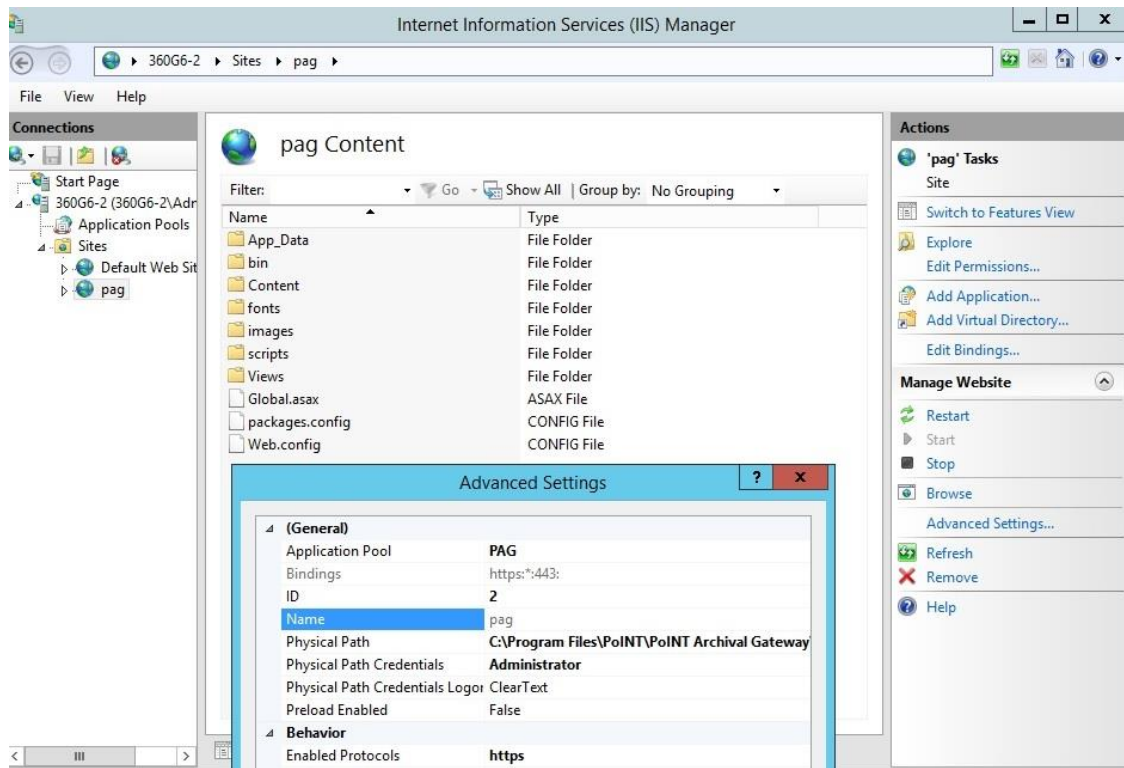 Internet Information Services (IIS) Manager
360G6-2 Sites pag
File View Help
Connections
Start Page
360G6-2 (360G6-2\Adr
Application Pools
Sites
Default Web Sit
pag
pag Content
Filter: Go Show All Group by: No Grouping
Name Type
App_Data File Folder
bin File Folder
Content File Folder
fonts File Folder
images File Folder
scripts File Folder
Views File Folder
Global.asax ASAX File
packages.config CONFIG File
Web.config CONFIG File
Advanced Settings ? x
(General)
Application Pool PAG
Bindings https:*:443:
ID 2
Name pag
Physical Path C:\Program Files\PoINT\PoINT Archival Gateway\
Physical Path Credentials Administrator
Physical Path Credentials Logor ClearText
Preload Enabled False
Behavior
Enabled Protocols https
Actions
'pag' Tasks
Site
Switch to Features View
Explore
Edit Permissions...
Add Application...
Add Virtual Directory...
Edit Bindings...
Manage Website
Restart
Start
Stop
Browse
Advanced Settings...
Refresh
Remove
Help